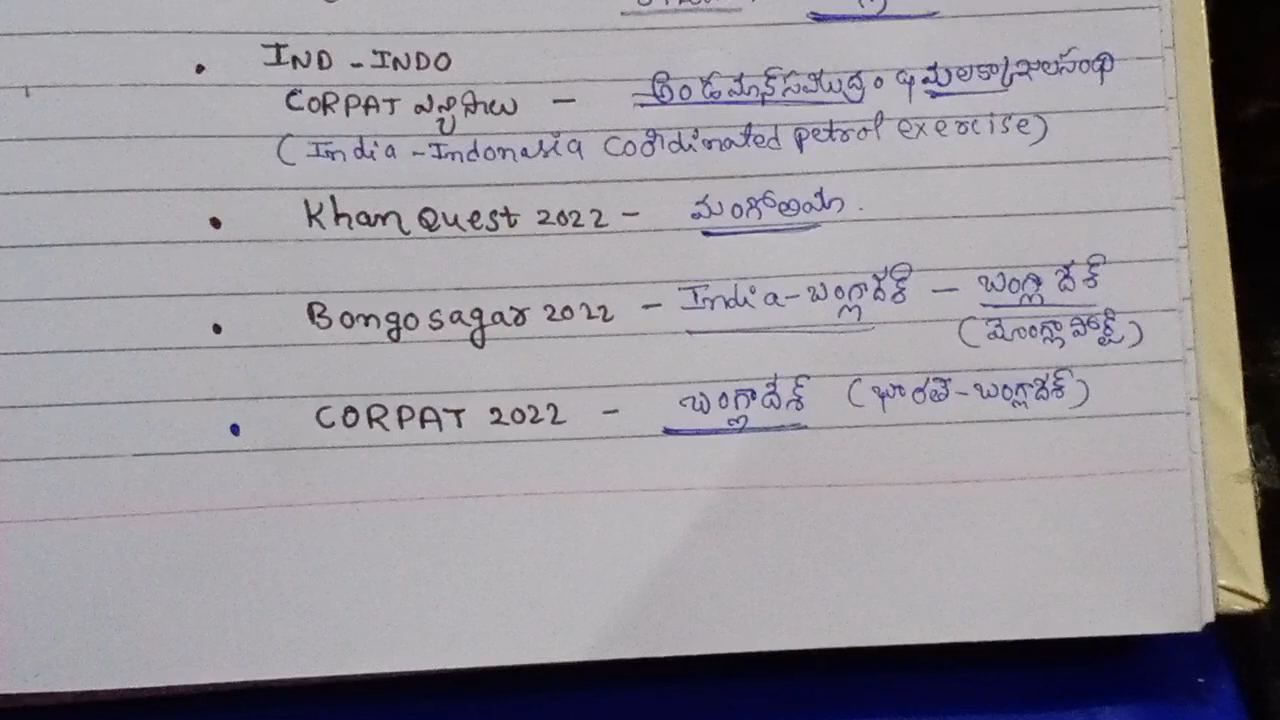 IND - INDO
CORPAT విన్యాసాలు - అండమాన్ సముద్రం & మలక్కా జలసంధి
(India - Indonasia coordinated petrol exercise)
Khan Quest 2022 - మంగోలియా.
Bongosagar 2022 - India - బంగ్లాదేశ్ - బంగ్లాదేశ్
(మోంగ్లా పోర్ట్)
CORPAT 2022 - బంగ్లాదేశ్ (భారత్ - బంగ్లాదేశ్)